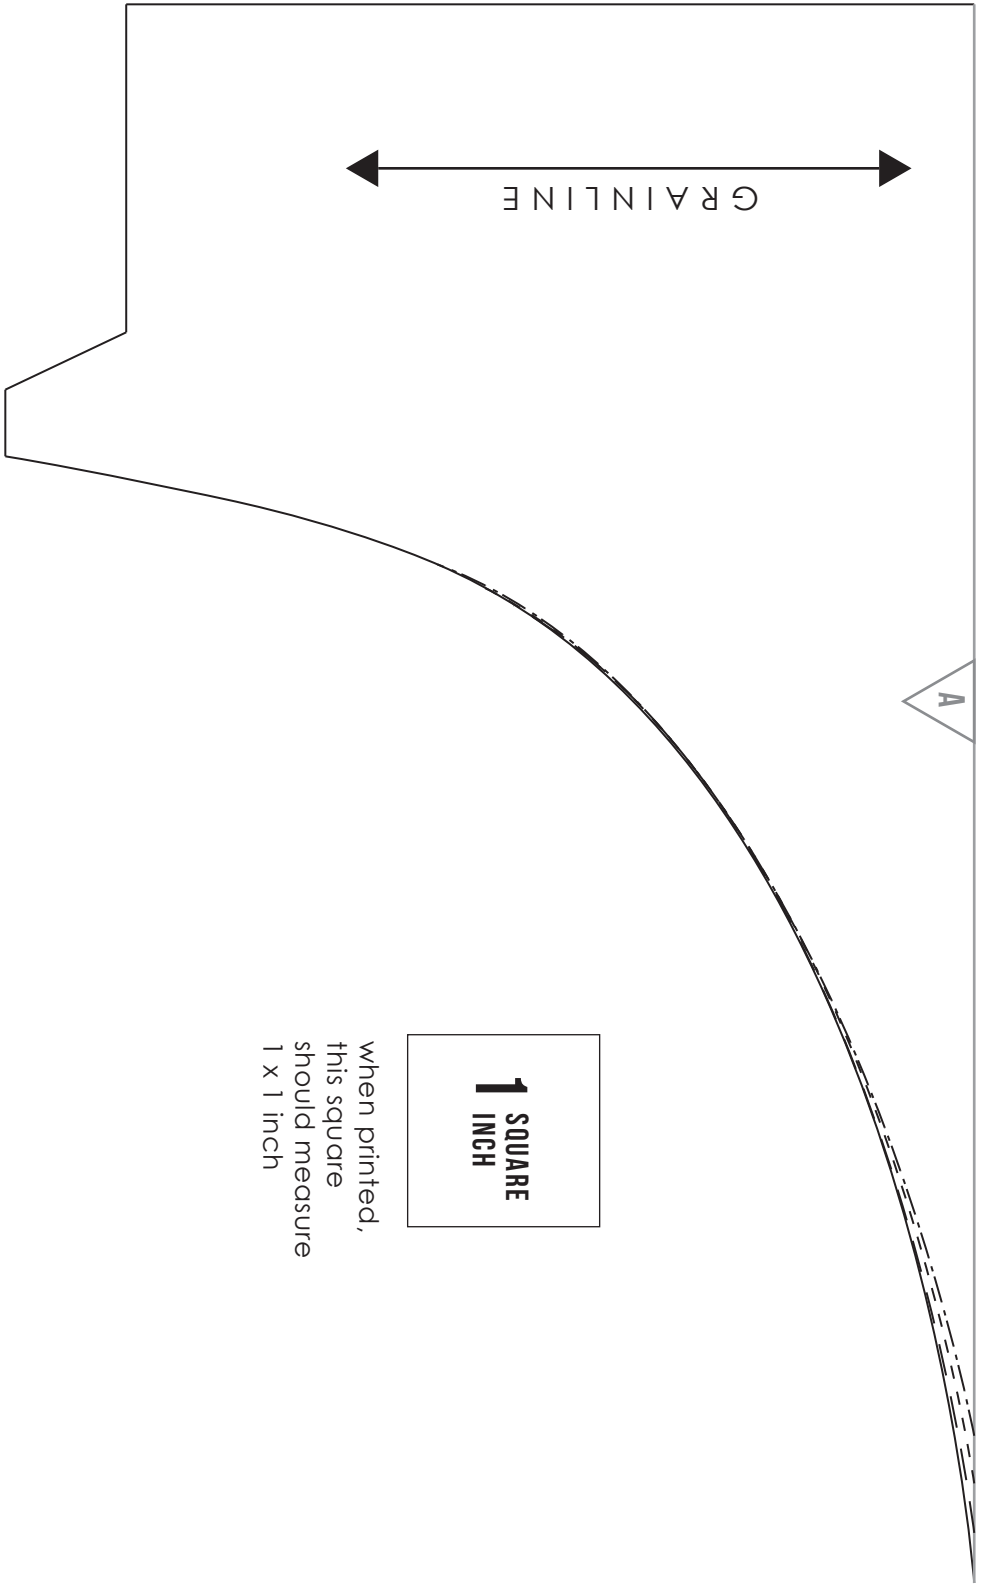 GRAINLINE
A
1 SQUARE
INCH
when printed,
this square
should measure
1 x 1 inch